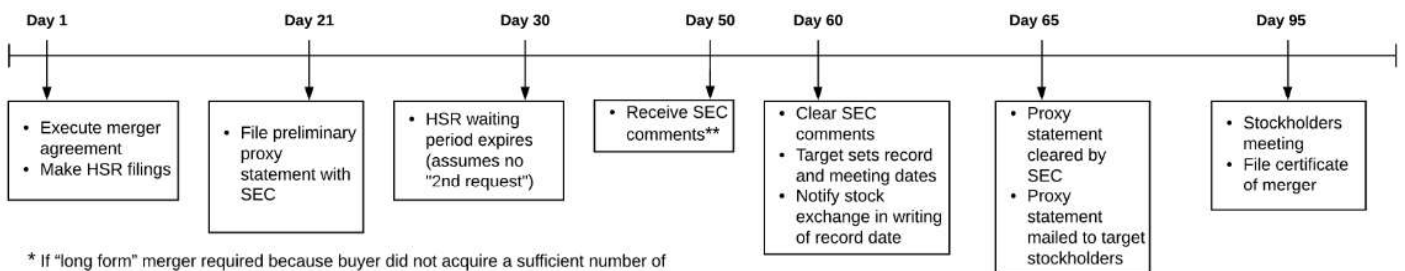 Day 1
Day 21
Day 30
Day 50
Day 60
Day 65
Day 95
• Execute merger
agreement
• Make HSR filings
• File preliminary
proxy
statement with
SEC
• HSR waiting
period expires
(assumes no
"2nd request")
• Receive SEC
comments**
• Clear SEC
comments
• Target sets record
and meeting dates
• Notify stock
exchange in writing
of record date
• Proxy
statement
cleared by
SEC
• Proxy
statement
mailed to target
stockholders
• Stockholders
meeting
• File certificate
of merger
* If “long form” merger required because buyer did not acquire a sufficient number of